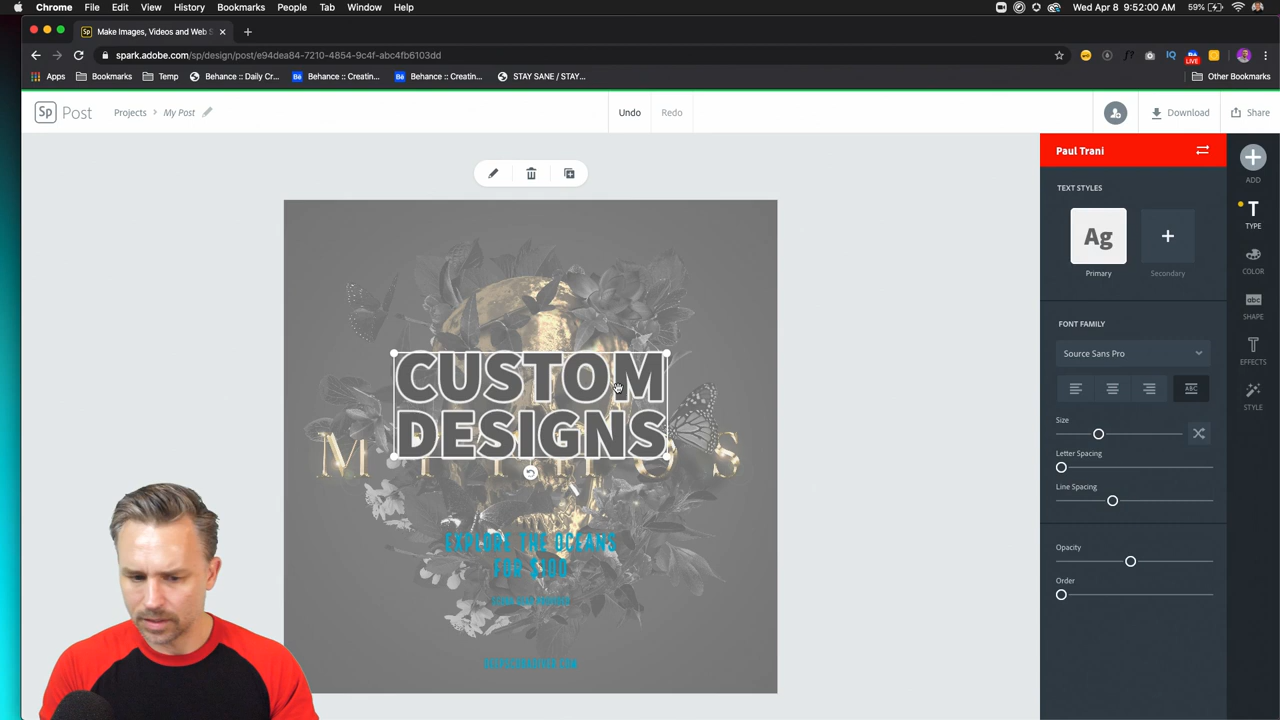 Chrome File Edit View History Bookmarks People Tab Window Help Wed Apr 8 9:52:00 AM 59%
Make Images, Videos and Web S
spark.adobe.com/sp/design/post/e94dea84-7210-4854-9c4f-abc4fb6103dd
Apps Bookmarks Temp Behance :: Daily Cr... Behance :: Creatin... Behance :: Creatin... STAY SANE / STAY... Other Bookmarks
LIVE
Sp Post Projects > My Post Undo Redo Download Share
Paul Trani
ADD
TEXT STYLES
Ag
Primary
+
Secondary
T
TYPE
COLOR
abc
SHAPE
EFFECTS
STYLE
FONT FAMILY
Source Sans Pro
ABC
Size
Letter Spacing
Line Spacing
Opacity
Order
CUSTOM
DESIGNS
EXPLORE THE OCEANS
FOR $100